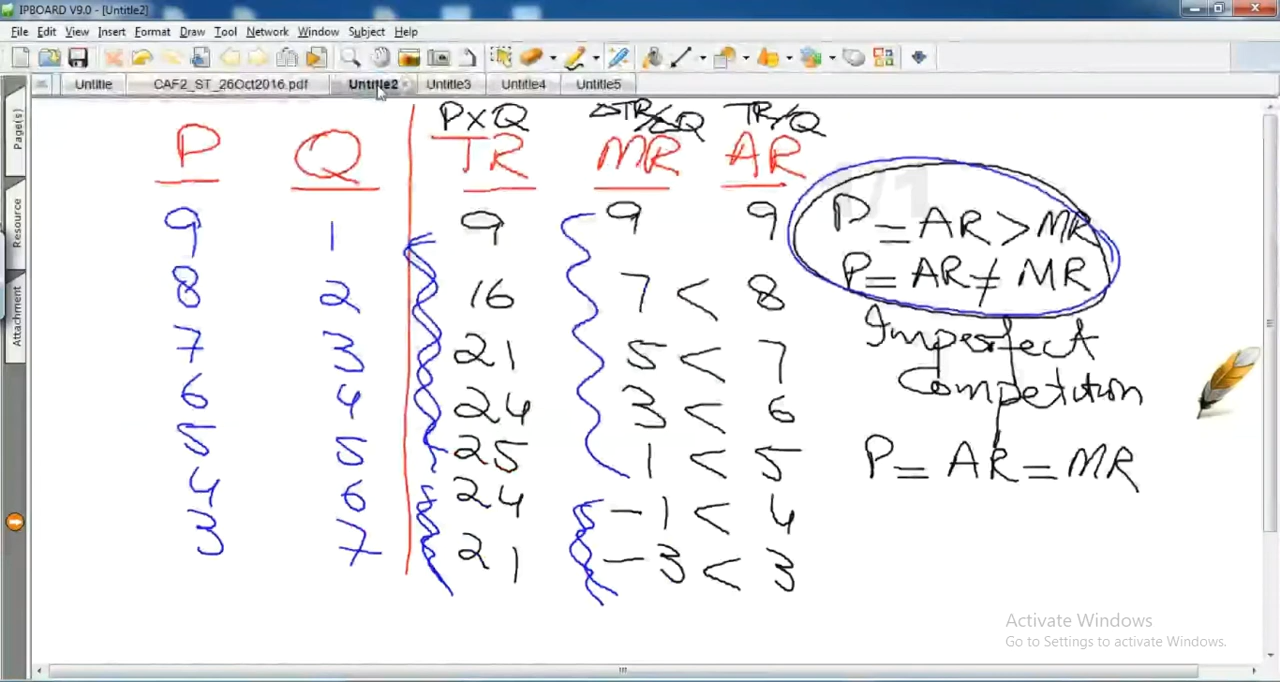 IPBOARD V9.0 - [Untitle2]
File Edit View Insert Format Draw Tool Network Window Subject Help
Untitle CAF2_ST_26Oct2016.pdf Untitle2 Untitle3 Untitle4 Untitle5
Page(s)
Resource
Attachment
P×Q ΔTR/ΔQ TR/Q
P Q TR MR AR
9 1 9 9 9
8 2 16 7 < 8
7 3 21 5 < 7
6 4 24 3 < 6
5 5 25 1 < 5
4 6 24 -1 < 4
3 7 21 -3 < 3
1/1
P = AR > MR
P = AR ≠ MR
Imperfect
Competition
P = AR = MR
Activate Windows
Go to Settings to activate Windows.